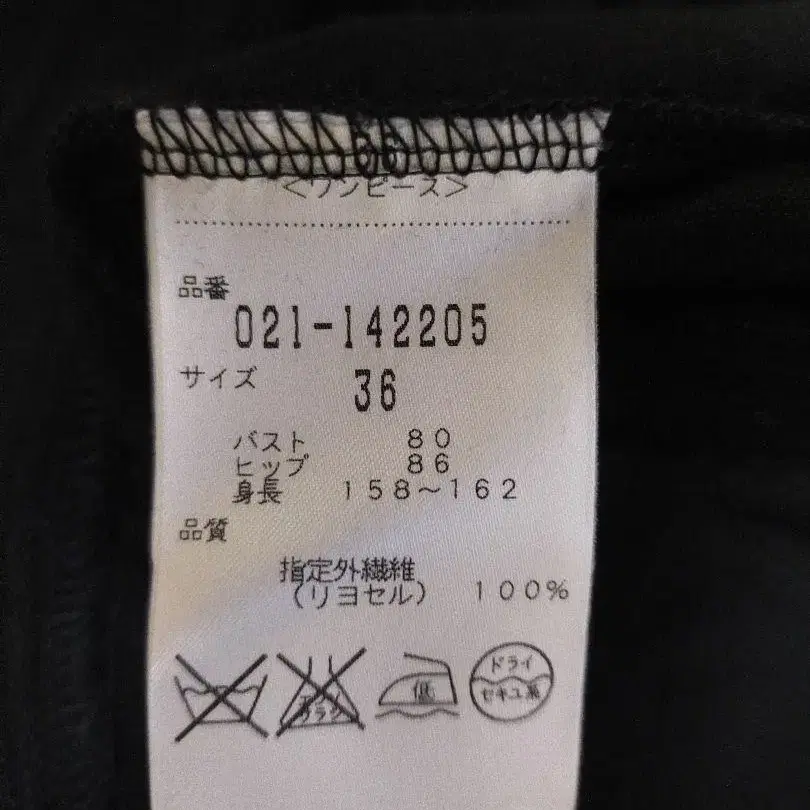 ＜ワンピース＞
品番
021-142205
サイズ
36
バスト 80
ヒップ 86
身長 158～162
品質
指定外繊維
（リヨセル） 100%
低
ドライ
セキユ系